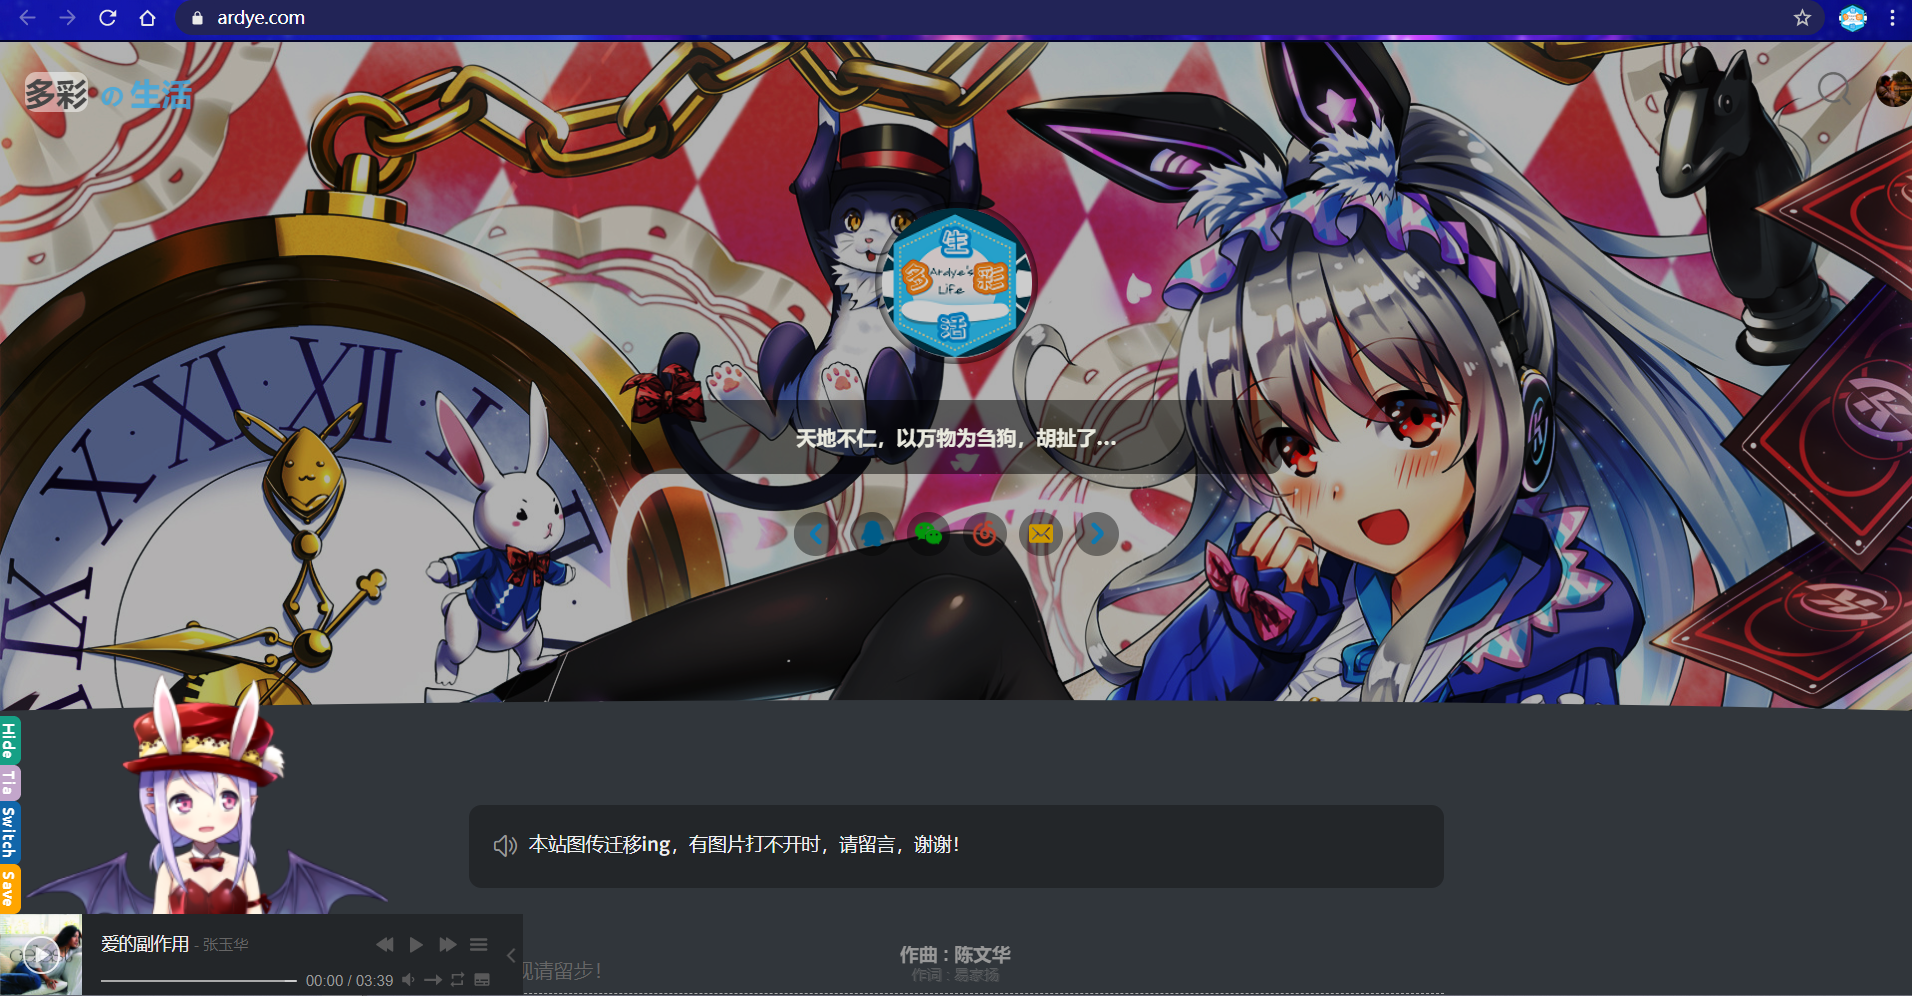 ardye.com
多彩の生活
XI XII I
X
IX
生
多 Ardye's 彩
Life
活
天地不仁，以万物为刍狗，胡扯了...
Hide
Tia
Switch
Save
本站图传迁移ing，有图片打不开时，请留言，谢谢！
爱的副作用 - 张玉华
00:00 / 03:39
见请留步！
作曲 : 陈文华
作词 : 易家扬